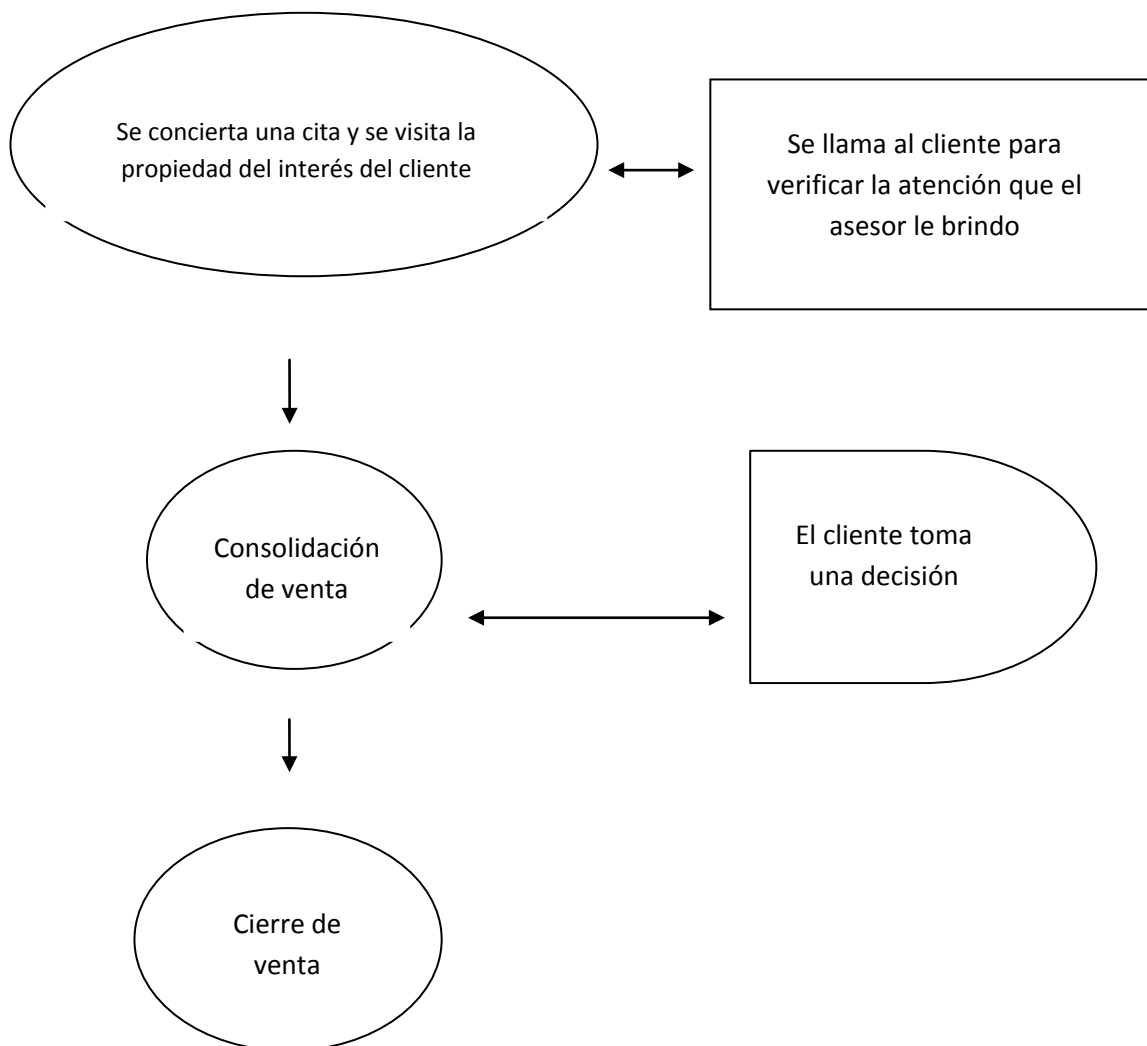 Se concierta una cita y se visita la
propiedad del interés del cliente
Se llama al cliente para
verificar la atención que el
asesor le brindo
Consolidación
de venta
El cliente toma
una decisión
Cierre de
venta